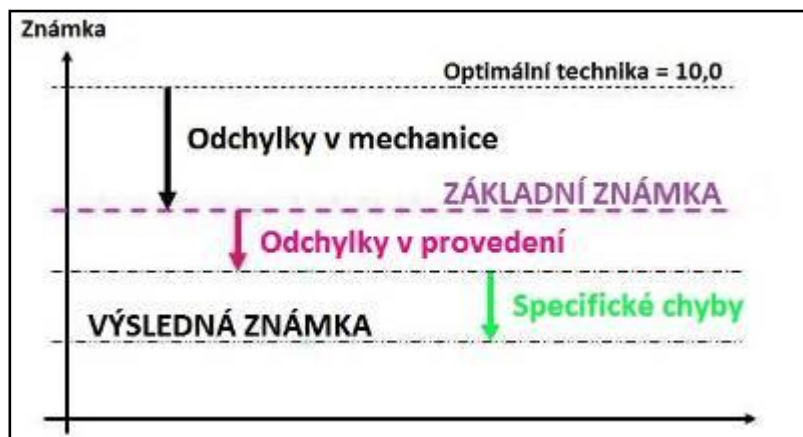 Známka
Optimální technika = 10,0
Odchylky v mechanice
ZÁKLADNÍ ZNÁMKA
Odchylky v provedení
Specifické chyby
VÝSLEDNÁ ZNÁMKA